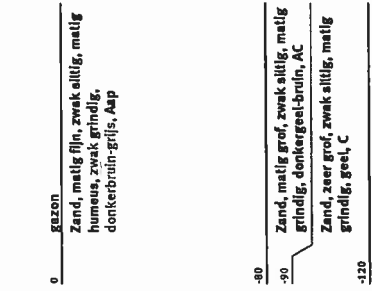 0 gazon
Zand, matig fijn, zwak siltig, matig
humeus, zwak grindig,
donkerbruin-grijs, Aap
-80
Zand, matig grof, zwak siltig, matig
grindig, donkergeel-bruin, AC
-90
Zand, zeer grof, zwak siltig, matig
grindig, geel, C
-120